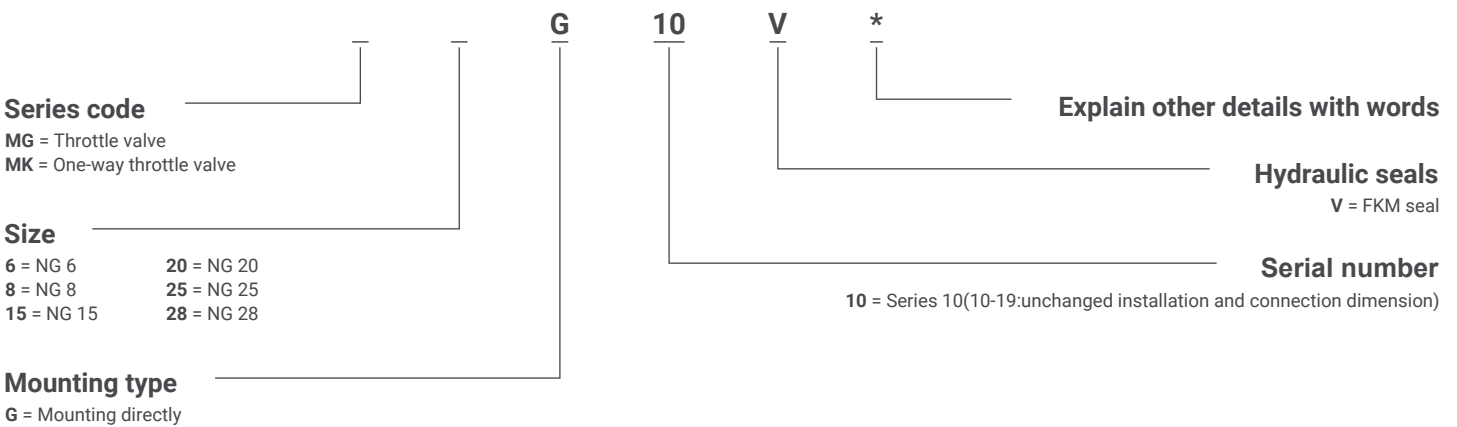 G 10 V *
Series code
MG = Throttle valve
MK = One-way throttle valve
Size
6 = NG 6 20 = NG 20
8 = NG 8 25 = NG 25
15 = NG 15 28 = NG 28
Mounting type
G = Mounting directly
Explain other details with words
Hydraulic seals
V = FKM seal
Serial number
10 = Series 10(10-19:unchanged installation and connection dimension)